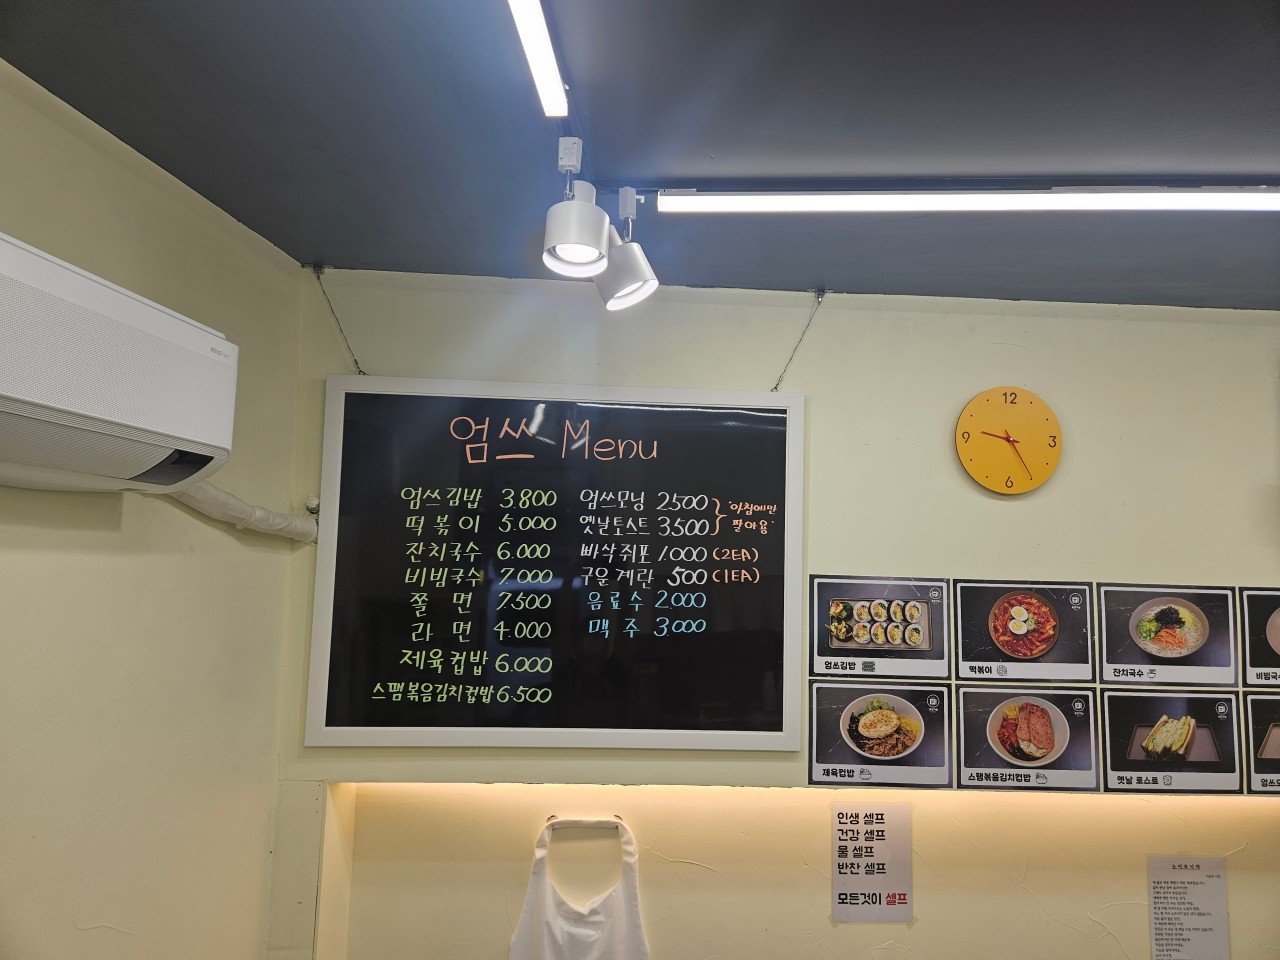 엄쓰 Menu
엄쓰김밥 3.800
떡볶이 5.000
잔치국수 6.000
비빔국수 7.000
쫄면 7.500
라면 4.000
제육컵밥 6.000
스팸볶음김치컵밥 6.500
엄쓰모닝 2500
옛날토스트 3.500
"아침에만
팔아용"
바삭쥐포 1.000 (2EA)
구운계란 500 (1EA)
음료수 2.000
맥주 3.000
12
9 3
6
엄쓰김밥
떡볶이
잔치국수
비빔국수
제육컵밥
스팸볶음김치컵밥
옛날 토스트
인생 셀프
건강 셀프
물 셀프
반찬 셀프
모든것이 셀프